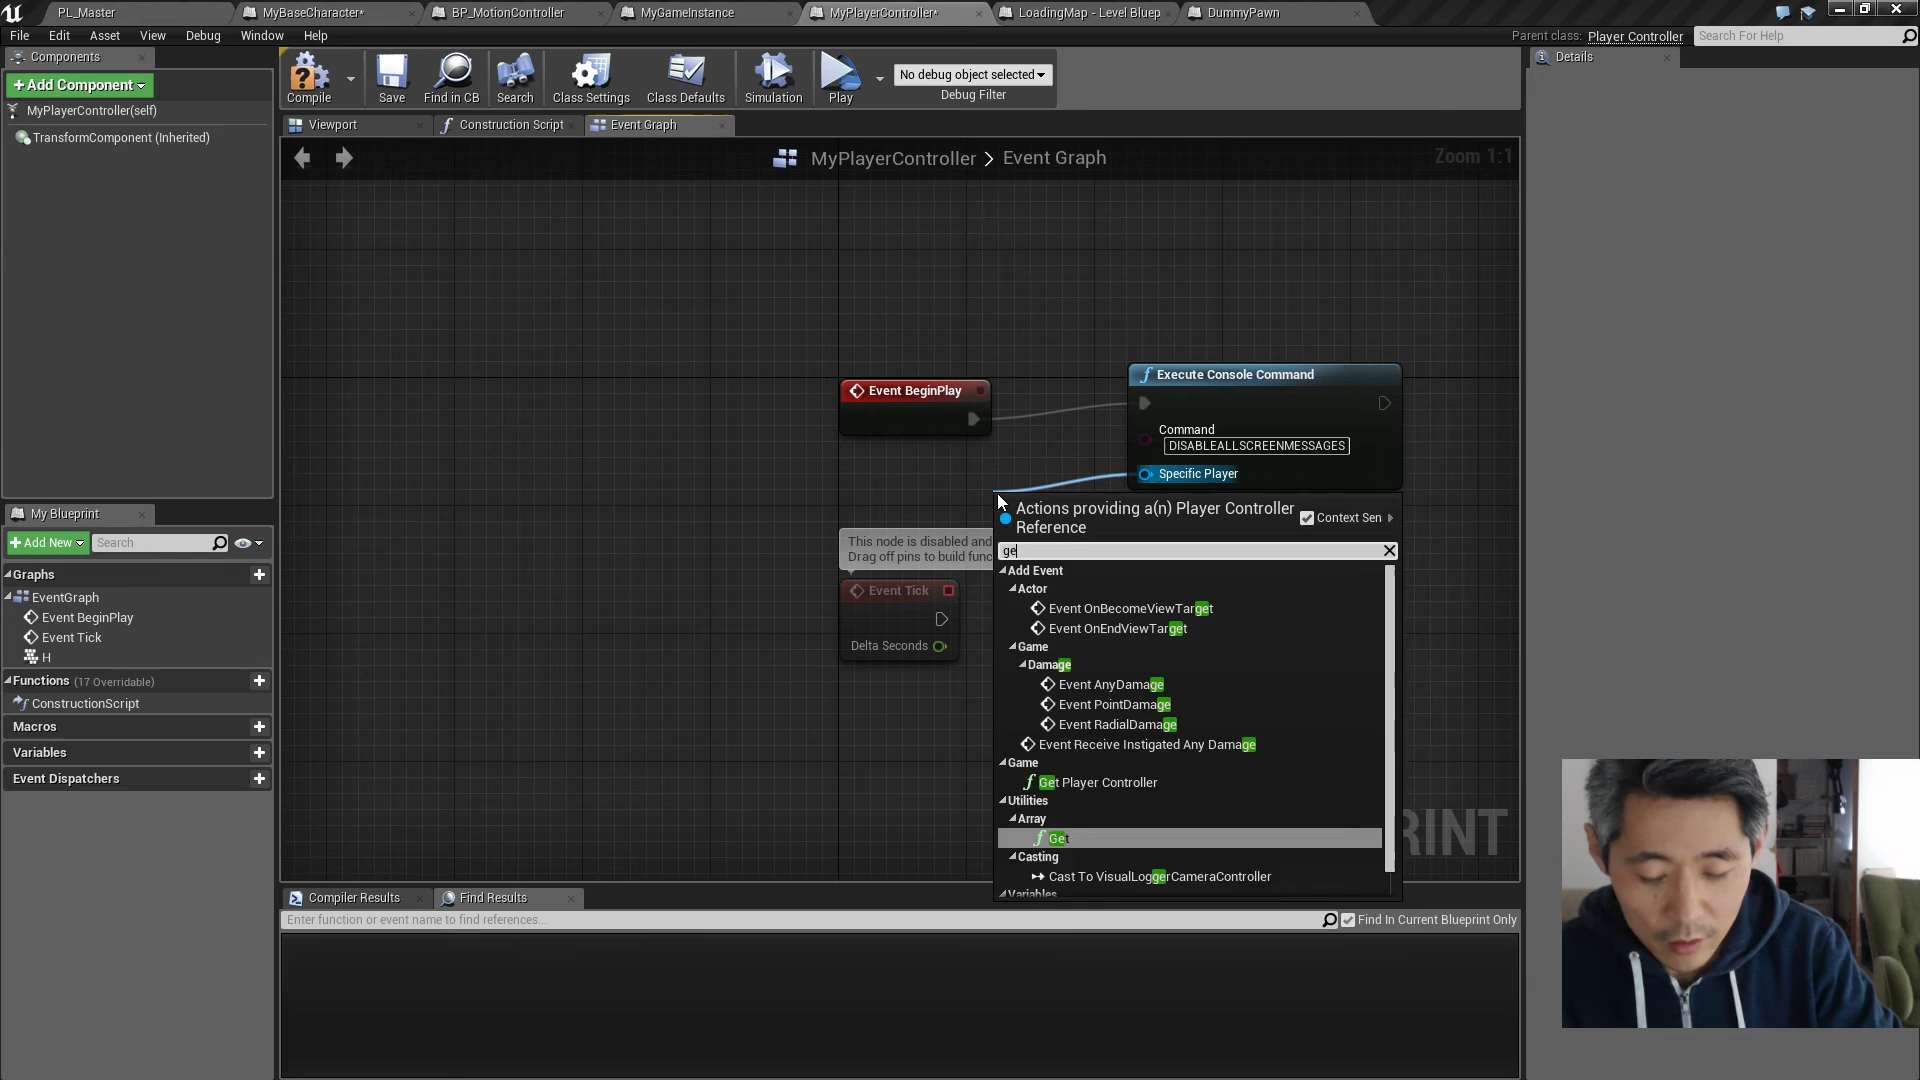 PL_Master
MyBaseCharacter*
BP_MotionController
MyGameInstance
MyPlayerController*
LoadingMap - Level Bluep
DummyPawn
File Edit Asset View Debug Window Help
Parent class: Player Controller
Search For Help
Components
+Add Component
MyPlayerController(self)
TransformComponent (Inherited)
Compile
Save
Find in CB
Search
Class Settings
Class Defaults
Simulation
Play
No debug object selected
Debug Filter
Details
Viewport
Construction Script
Event Graph
MyPlayerController > Event Graph
Zoom 1:1
Event BeginPlay
Execute Console Command
Command
DISABLEALLSCREENMESSAGES
Specific Player
This node is disabled and
Drag off pins to build func
Event Tick
Delta Seconds
Actions providing a(n) Player Controller
Reference
Context Sen
ge
Add Event
Actor
Event OnBecomeViewTarget
Event OnEndViewTarget
Game
Damage
Event AnyDamage
Event PointDamage
Event RadialDamage
Event Receive Instigated Any Damage
Game
Get Player Controller
Utilities
Array
Get
Casting
Cast To VisualLoggerCameraController
Variables
RINT
My Blueprint
+Add New
Search
Graphs
EventGraph
Event BeginPlay
Event Tick
H
Functions (17 Overridable)
ConstructionScript
Macros
Variables
Event Dispatchers
Compiler Results
Find Results
Enter function or event name to find references...
Find In Current Blueprint Only